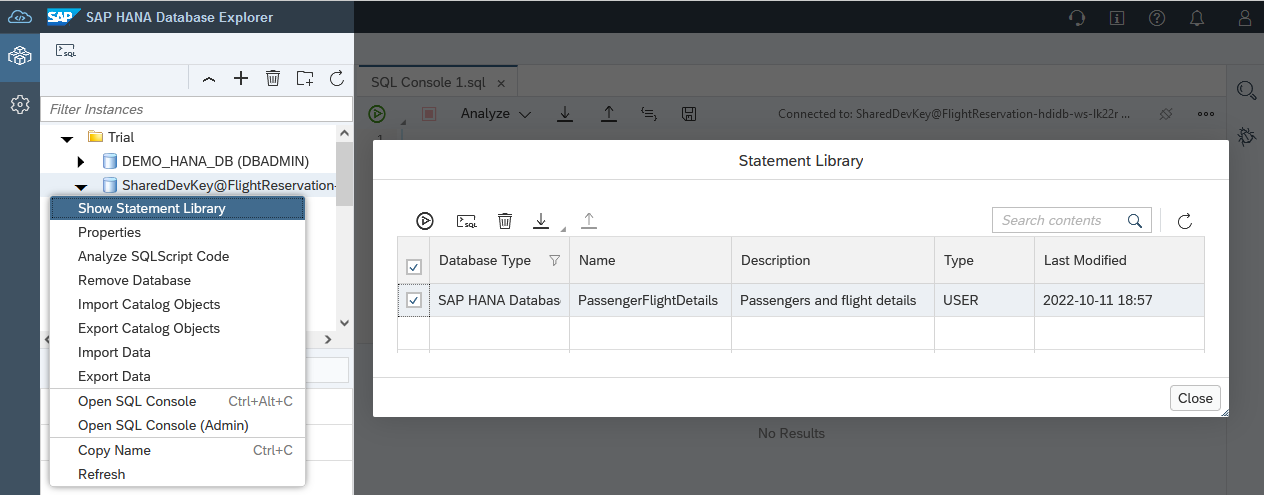 SAP SAP HANA Database Explorer
SQL
Filter Instances
Trial
DEMO_HANA_DB (DBADMIN)
SharedDevKey@FlightReservation-
Show Statement Library
Properties
Analyze SQLScript Code
Remove Database
Import Catalog Objects
Export Catalog Objects
Import Data
Export Data
Open SQL Console Ctrl+Alt+C
Open SQL Console (Admin)
Copy Name Ctrl+C
Refresh
SQL Console 1.sql
Analyze Connected to: SharedDevKey@FlightReservation-hdidb-ws-lk22r ...
1
Statement Library
SQL Search contents
Database Type Name Description Type Last Modified
SAP HANA Databas PassengerFlightDetails Passengers and flight details USER 2022-10-11 18:57
Close
No Results